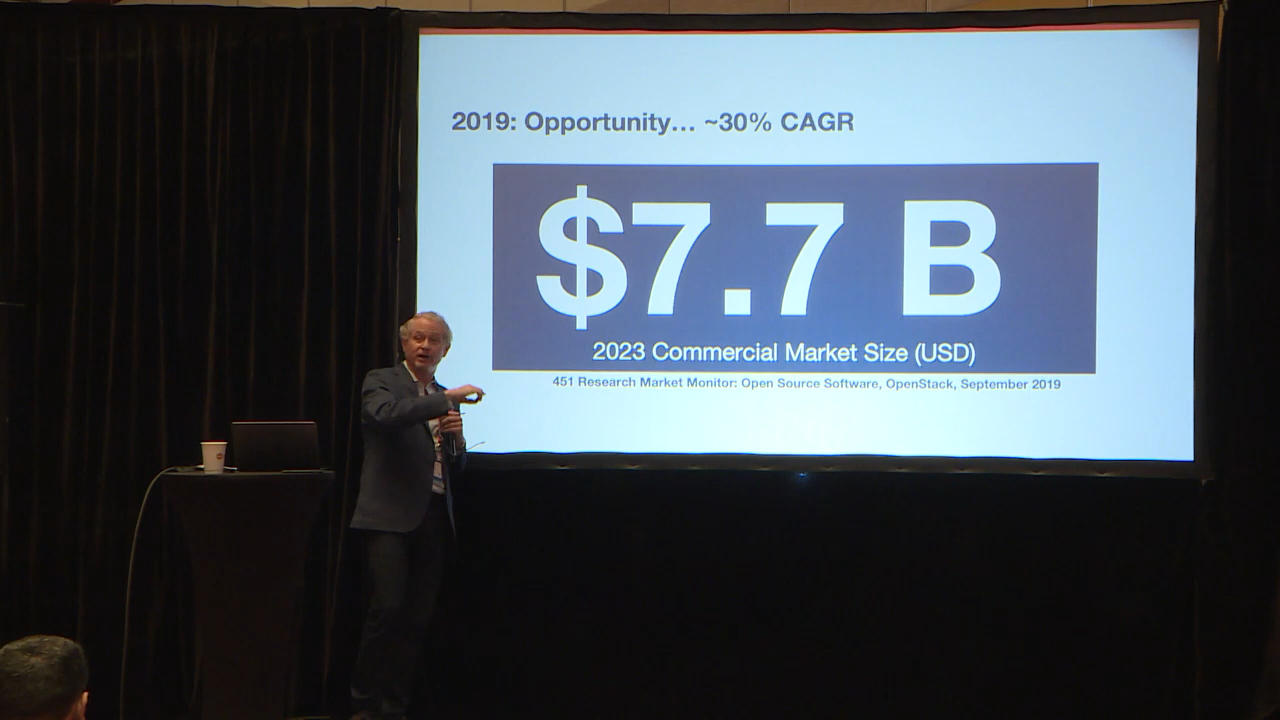 2019: Opportunity… ~30% CAGR
$7.7 B
2023 Commercial Market Size (USD)
451 Research Market Monitor: Open Source Software, OpenStack, September 2019